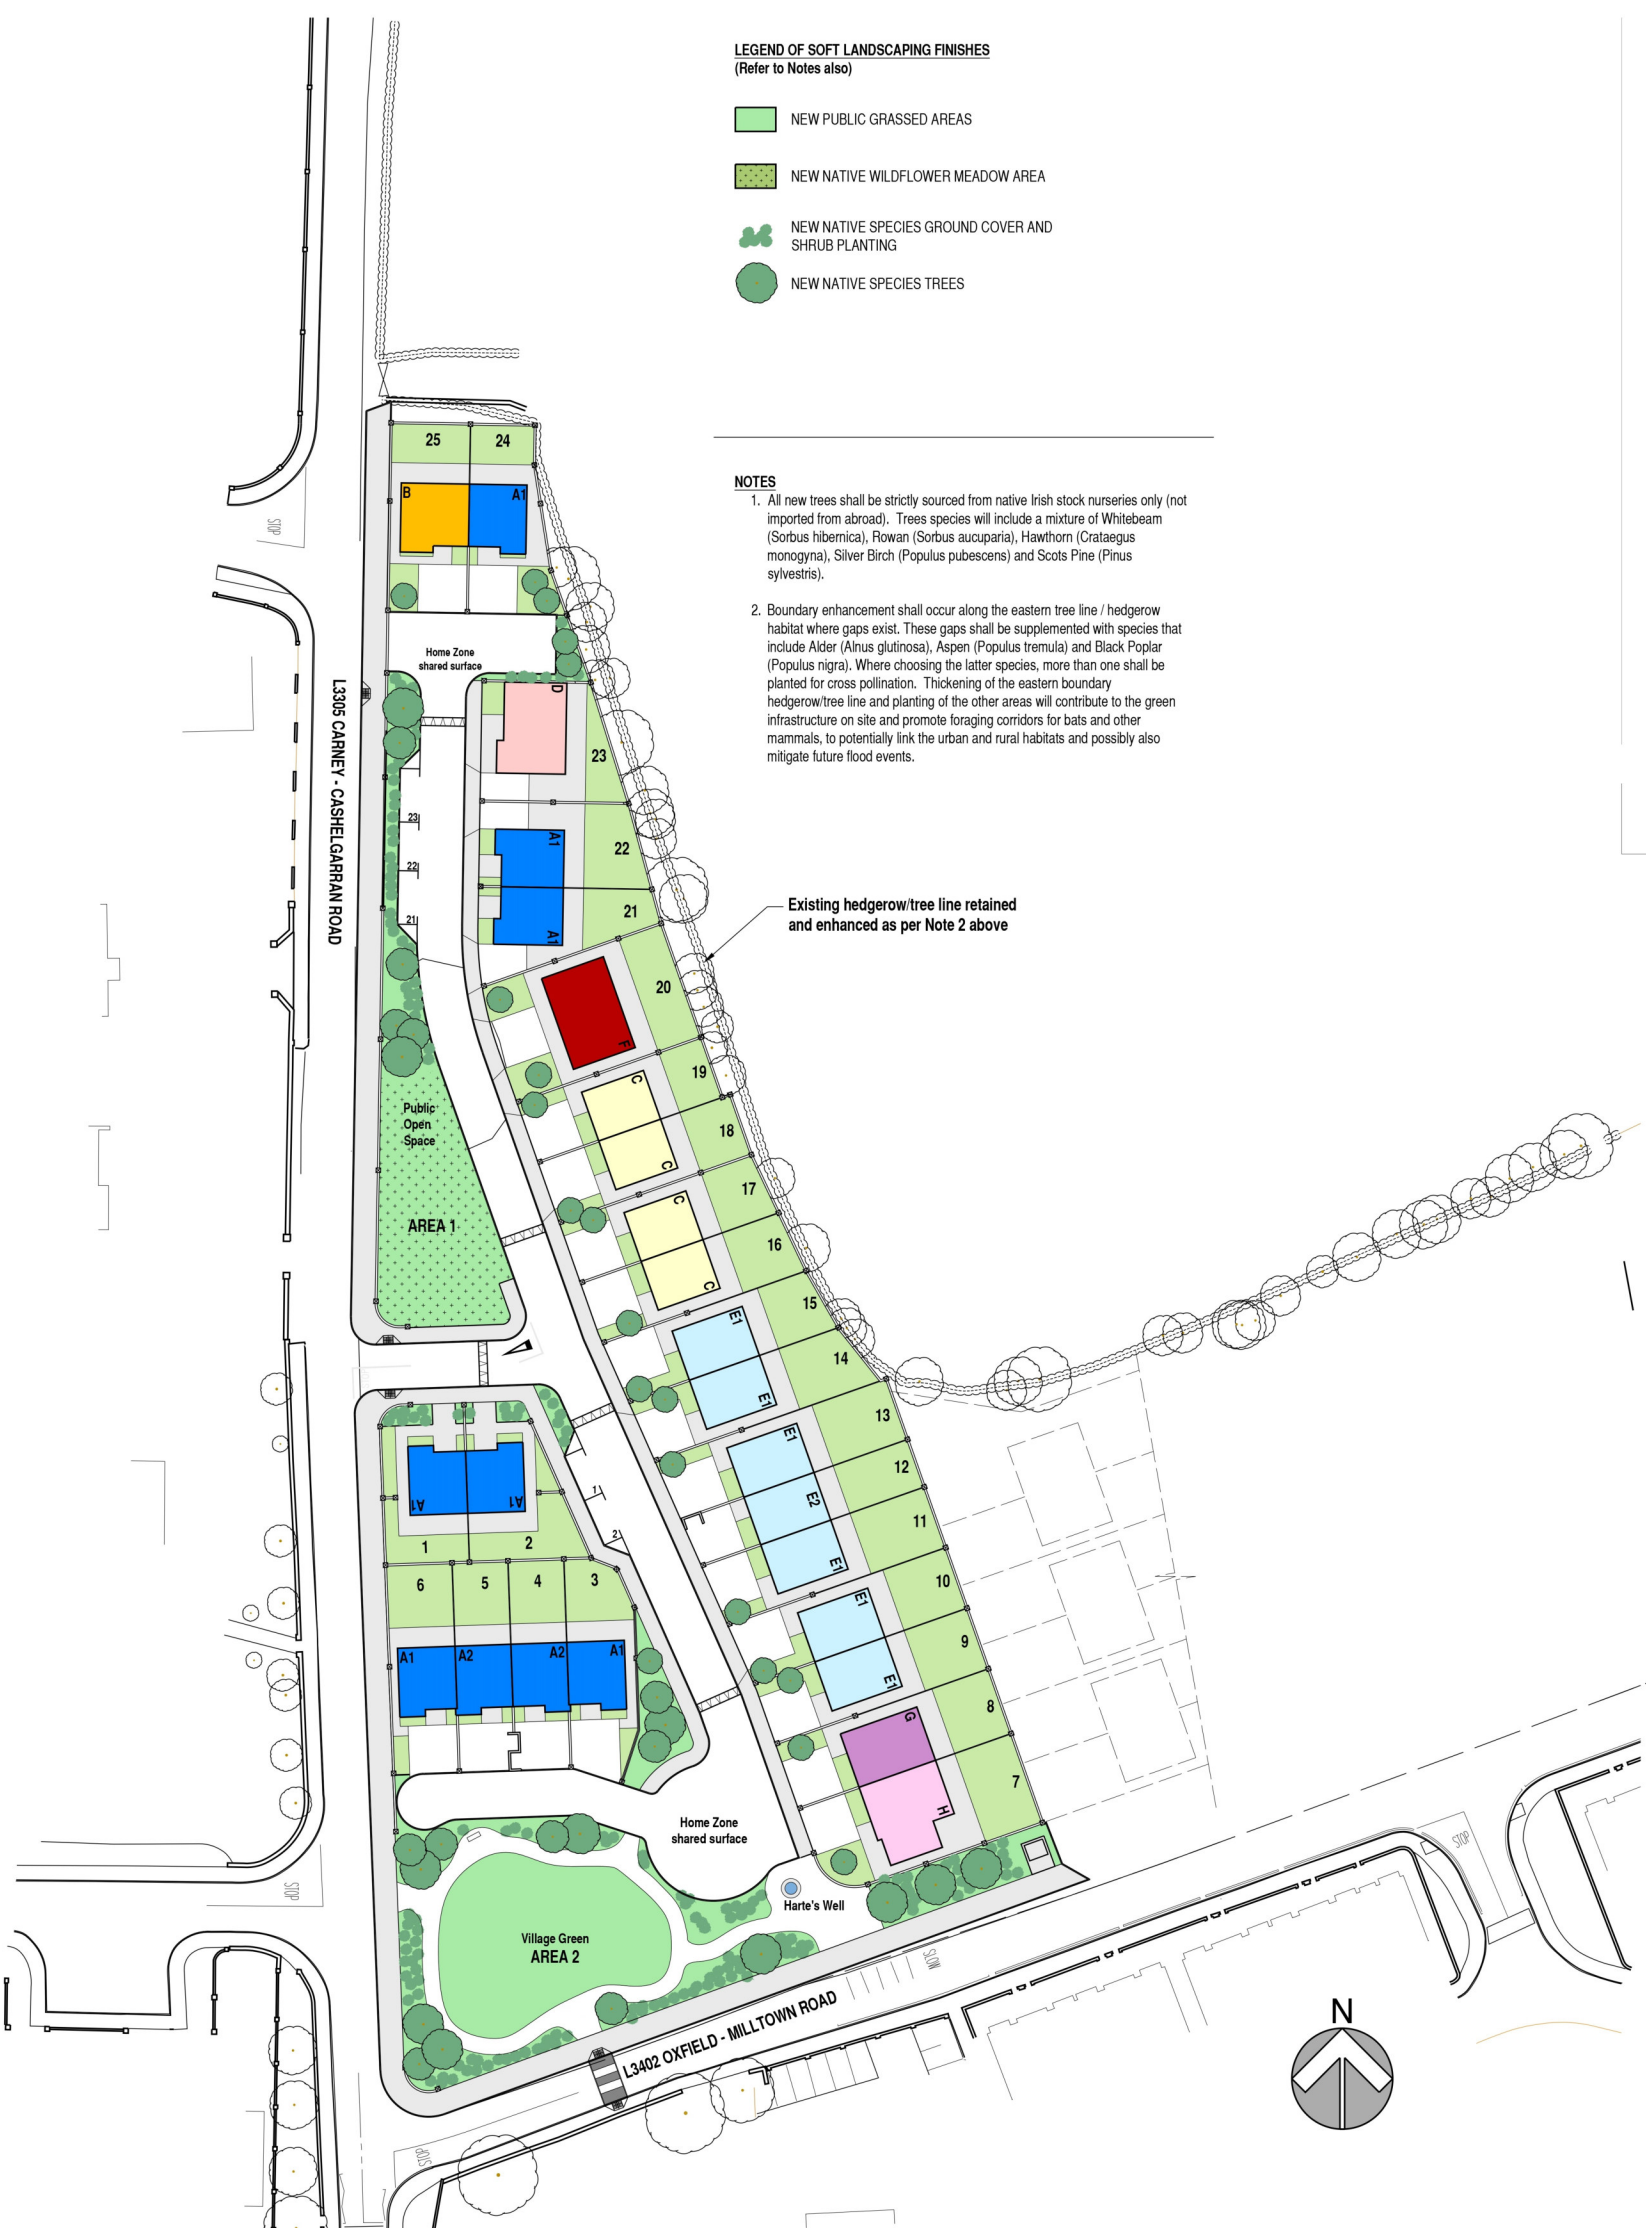 LEGEND OF SOFT LANDSCAPING FINISHES
(Refer to Notes also)
NEW PUBLIC GRASSED AREAS
NEW NATIVE WILDFLOWER MEADOW AREA
NEW NATIVE SPECIES GROUND COVER AND
SHRUB PLANTING
NEW NATIVE SPECIES TREES
NOTES
1. All new trees shall be strictly sourced from native Irish stock nurseries only (not
imported from abroad). Trees species will include a mixture of Whitebeam
(Sorbus hibernica), Rowan (Sorbus aucuparia), Hawthorn (Crataegus
monogyna), Silver Birch (Populus pubescens) and Scots Pine (Pinus
sylvestris).
2. Boundary enhancement shall occur along the eastern tree line / hedgerow
habitat where gaps exist. These gaps shall be supplemented with species that
include Alder (Alnus glutinosa), Aspen (Populus tremula) and Black Poplar
(Populus nigra). Where choosing the latter species, more than one shall be
planted for cross pollination. Thickening of the eastern boundary
hedgerow/tree line and planting of the other areas will contribute to the green
infrastructure on site and promote foraging corridors for bats and other
mammals, to potentially link the urban and rural habitats and possibly also
mitigate future flood events.
Existing hedgerow/tree line retained
and enhanced as per Note 2 above
25
24
B
A1
STOP
Home Zone
shared surface
L3305 CARNEY - CASHELGARRAN ROAD
D
23
23
A1
22
22
21
21
A1
20
F
19
C
18
C
Public
Open
Space
17
C
AREA 1
16
C
15
E1
14
E1
13
E1
12
E2
11
E1
10
E1
9
E1
8
G
7
H
A1
A1
1
2
1
2
6
5
4
3
A1
A2
A2
A1
Home Zone
shared surface
Harte's Well
Village Green
AREA 2
STOP
STOP
SLOW
L3402 OXFIELD - MILLTOWN ROAD
STOP
N